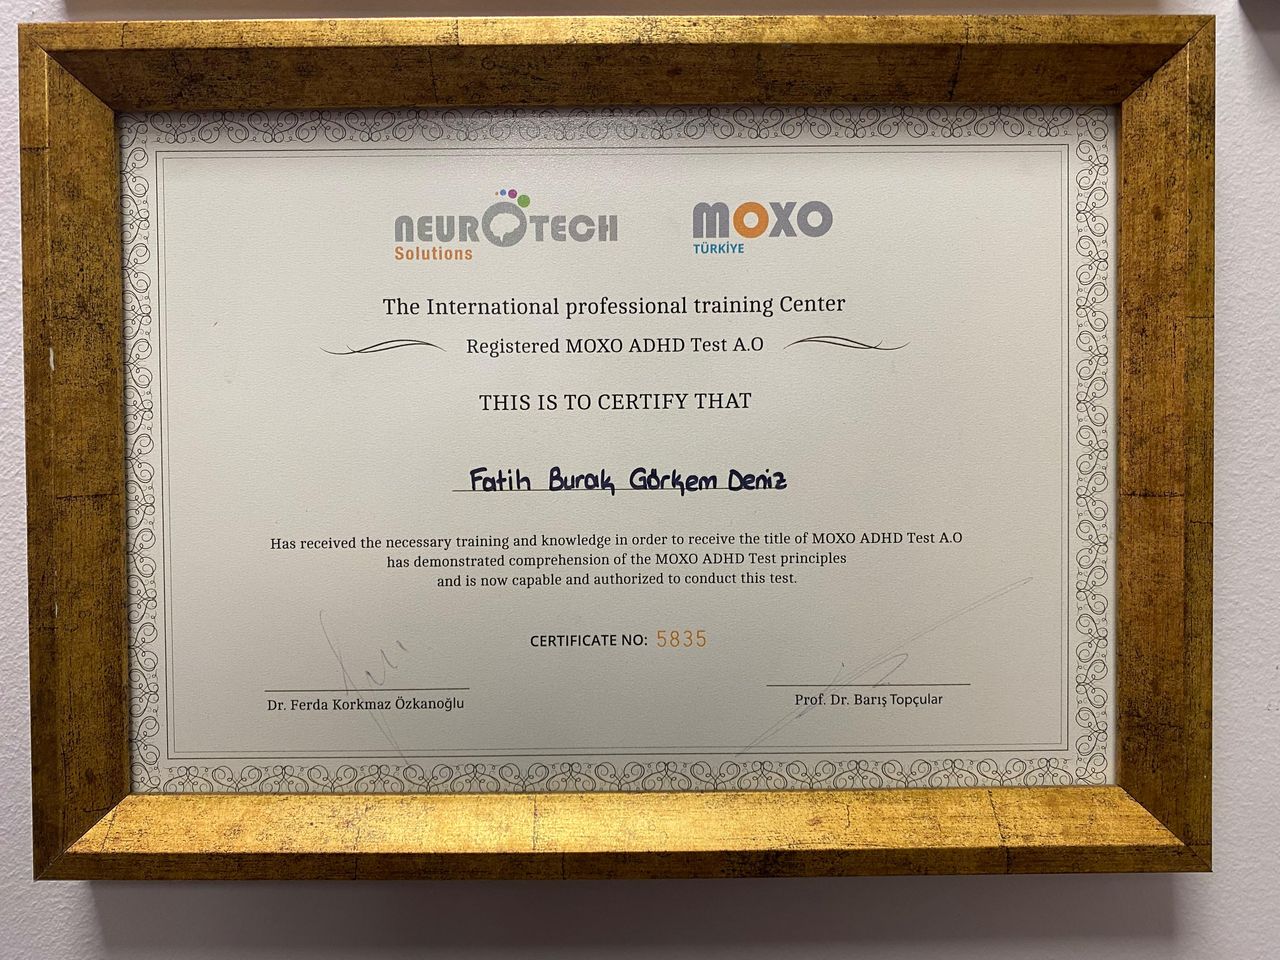 NEUROTECH
Solutions
MOXO
TÜRKİYE
The International professional training Center
Registered MOXO ADHD Test A.O
THIS IS TO CERTIFY THAT
Fatih Burak Görkem Deniz
Has received the necessary training and knowledge in order to receive the title of MOXO ADHD Test A.O
has demonstrated comprehension of the MOXO ADHD Test principles
and is now capable and authorized to conduct this test.
CERTIFICATE NO: 5835
Dr. Ferda Korkmaz Özkanoğlu
Prof. Dr. Barış Topçular